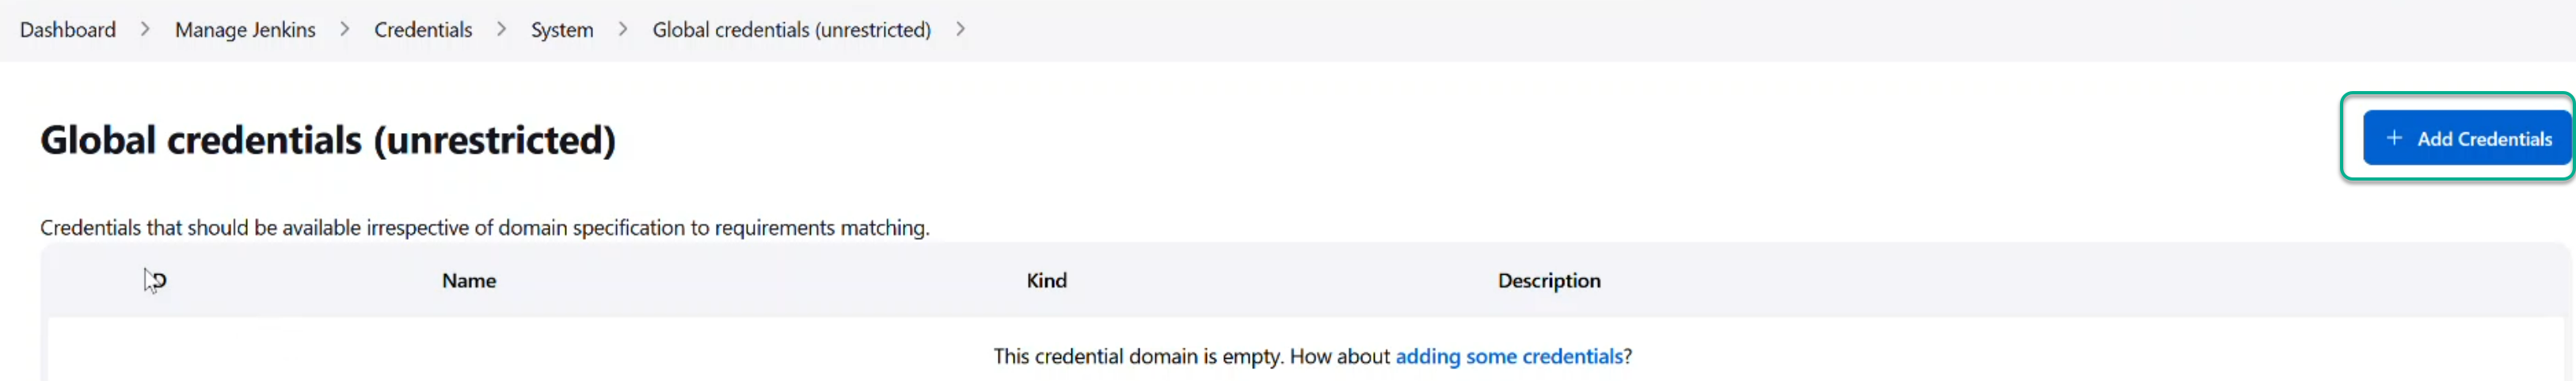 Dashboard > Manage Jenkins > Credentials > System > Global credentials (unrestricted) >
Global credentials (unrestricted)
+ Add Credentials
Credentials that should be available irrespective of domain specification to requirements matching.
Name Kind Description
This credential domain is empty. How about adding some credentials?